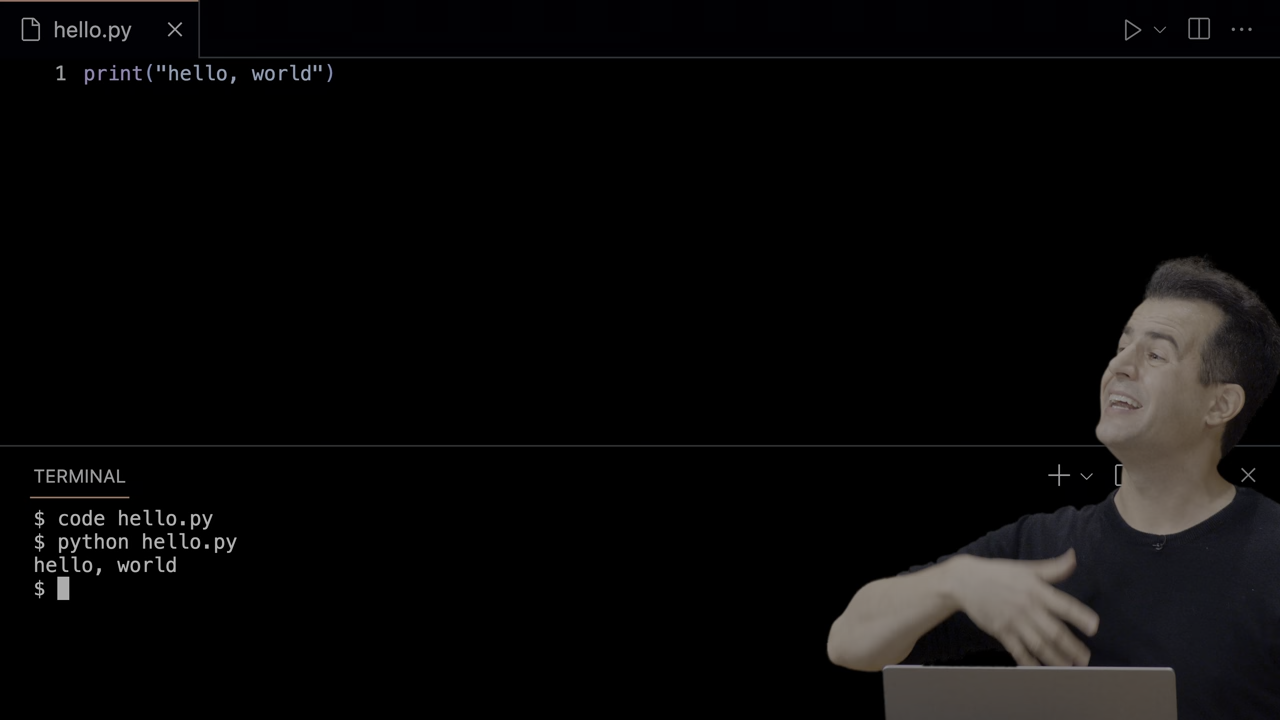 hello.py
1 print("hello, world")
TERMINAL
$ code hello.py
$ python hello.py
hello, world
$